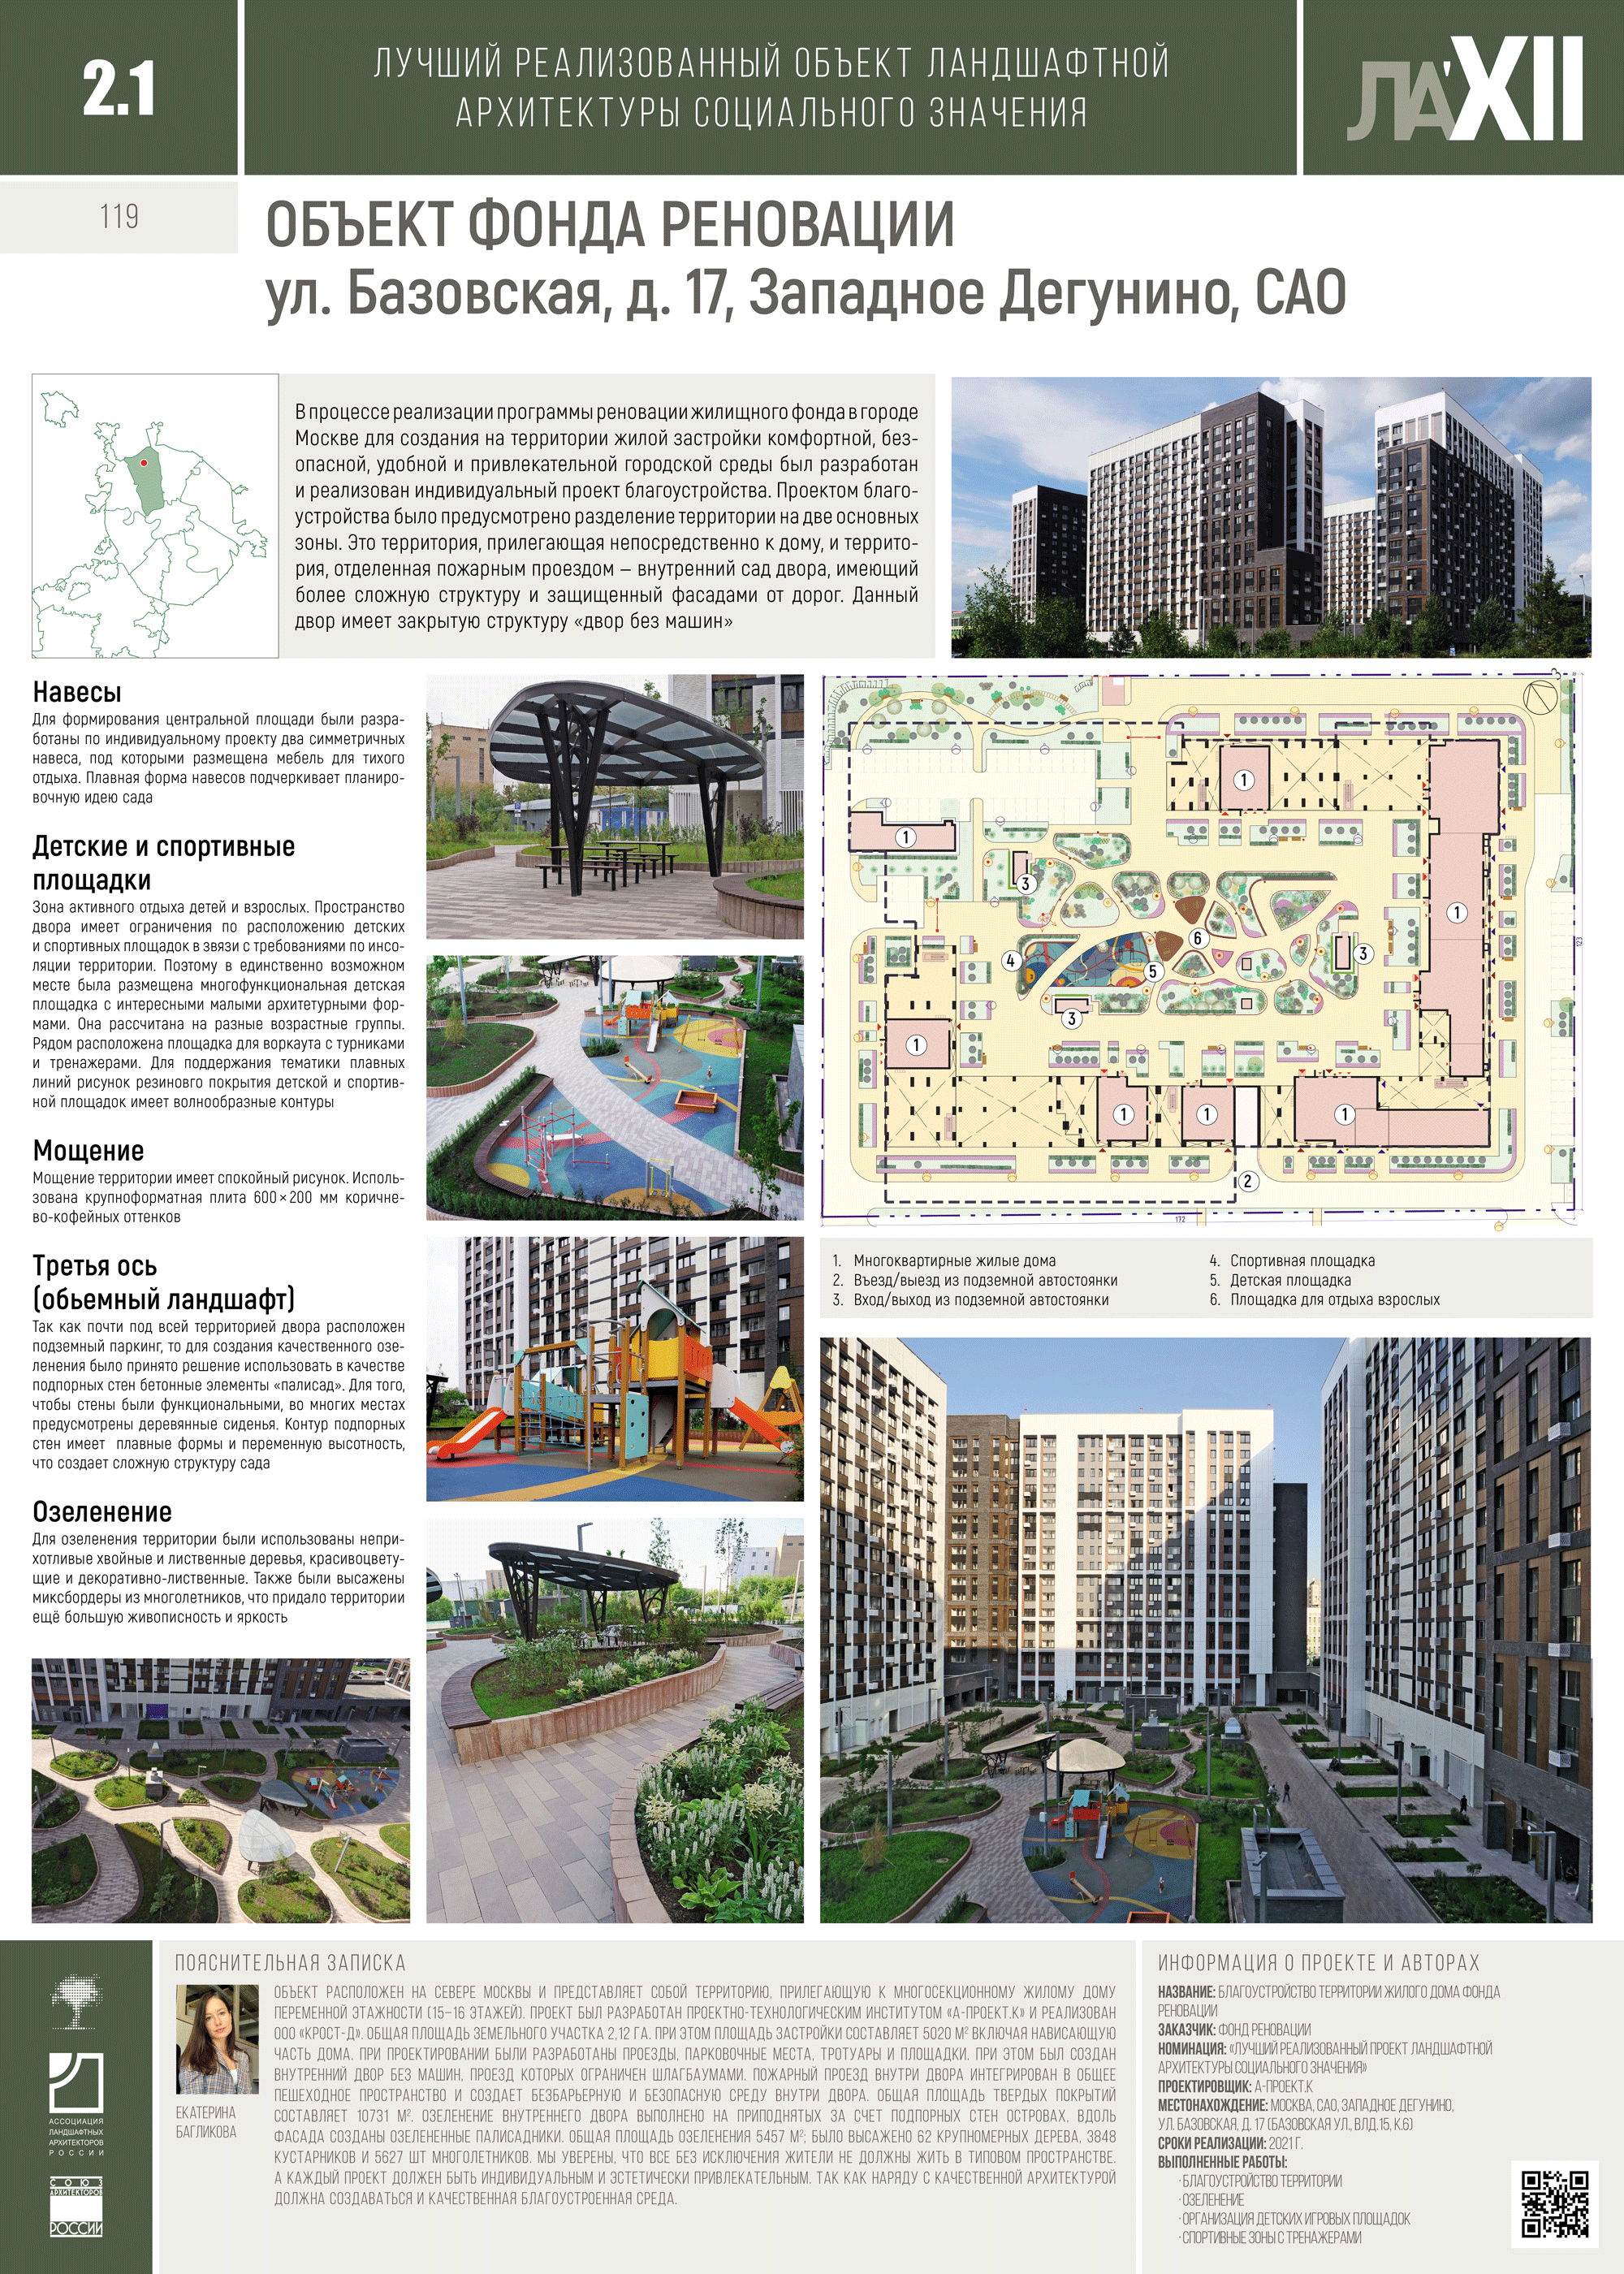 2.1
ЛУЧШИЙ РЕАЛИЗОВАННЫЙ ОБЪЕКТ ЛАНДШАФТНОЙ
АРХИТЕКТУРЫ СОЦИАЛЬНОГО ЗНАЧЕНИЯ
ЛА'XII
119
ОБЪЕКТ ФОНДА РЕНОВАЦИИ
ул. Базовская, д. 17, Западное Дегунино, САО
В процессе реализации программы реновации жилищного фонда в городе
Москве для создания на территории жилой застройки комфортной, без-
опасной, удобной и привлекательной городской среды был разработан
и реализован индивидуальный проект благоустройства. Проектом благо-
устройства было предусмотрено разделение территории на две основных
зоны. Это территория, прилегающая непосредственно к дому, и террито-
рия, отделенная пожарным проездом – внутренний сад двора, имеющий
более сложную структуру и защищенный фасадами от дорог. Данный
двор имеет закрытую структуру «двор без машин»
Навесы
Для формирования центральной площади были разра-
ботаны по индивидуальному проекту два симметричных
навеса, под которыми размещена мебель для тихого
отдыха. Плавная форма навесов подчеркивает планиро-
вочную идею сада
Детские и спортивные
площадки
Зона активного отдыха детей и взрослых. Пространство
двора имеет ограничения по расположению детских
и спортивных площадок в связи с требованиями по инсо-
ляции территории. Поэтому в единственно возможном
месте была размещена многофункциональная детская
площадка с интересными малыми архитетурными фор-
мами. Она рассчитана на разные возрастные группы.
Рядом расположена площадка для воркаута с турниками
и тренажерами. Для поддержания тематики плавных
линий рисунок резинового покрытия детской и спортив-
ной площадок имеет волнообразные контуры
Мощение
Мощение территории имеет спокойный рисунок. Исполь-
зована крупноформатная плита 600×200 мм коричне-
во-кофейных оттенков
Третья ось
(обьемный ландшафт)
Так как почти под всей территорией двора расположен
подземный паркинг, то для создания качественного озе-
ленения было принято решение использовать в качестве
подпорных стен бетонные элементы «палисад». Для того,
чтобы стены были функциональными, во многих местах
предусмотрены деревянные сиденья. Контур подпорных
стен имеет плавные формы и переменную высотность,
что создает сложную структуру сада
Озеленение
Для озеленения территории были использованы непри-
хотливые хвойные и лиственные деревья, красивоцвету-
щие и декоративно-лиственные. Также были высажены
миксбордеры из многолетников, что придало территории
ещё большую живописность и яркость
1
1
1
3
6
4
5
3
3
1
1
1
1
2
172
123
1. Многоквартирные жилые дома
2. Въезд/выезд из подземной автостоянки
3. Вход/выход из подземной автостоянки
4. Спортивная площадка
5. Детская площадка
6. Площадка для отдыха взрослых
АССОЦИАЦИЯ
ЛАНДШАФТНЫХ
АРХИТЕКТОРОВ
РОССИИ
СОЮЗ
АРХИТЕКТОРОВ
РОССИИ
ПОЯСНИТЕЛЬНАЯ ЗАПИСКА
ЕКАТЕРИНА
БАГЛИКОВА
ОБЪЕКТ РАСПОЛОЖЕН НА СЕВЕРЕ МОСКВЫ И ПРЕДСТАВЛЯЕТ СОБОЙ ТЕРРИТОРИЮ, ПРИЛЕГАЮЩУЮ К МНОГОСЕКЦИОННОМУ ЖИЛОМУ ДОМУ
ПЕРЕМЕННОЙ ЭТАЖНОСТИ (15–16 ЭТАЖЕЙ). ПРОЕКТ БЫЛ РАЗРАБОТАН ПРОЕКТНО-ТЕХНОЛОГИЧЕСКИМ ИНСТИТУТОМ «А-ПРОЕКТ.К» И РЕАЛИЗОВАН
ООО «КРОСТ-Д». ОБЩАЯ ПЛОЩАДЬ ЗЕМЕЛЬНОГО УЧАСТКА 2,12 ГА. ПРИ ЭТОМ ПЛОЩАДЬ ЗАСТРОЙКИ СОСТАВЛЯЕТ 5020 М² ВКЛЮЧАЯ НАВИСАЮЩУЮ
ЧАСТЬ ДОМА. ПРИ ПРОЕКТИРОВАНИИ БЫЛИ РАЗРАБОТАНЫ ПРОЕЗДЫ, ПАРКОВОЧНЫЕ МЕСТА, ТРОТУАРЫ И ПЛОЩАДКИ. ПРИ ЭТОМ БЫЛ СОЗДАН
ВНУТРЕННИЙ ДВОР БЕЗ МАШИН, ПРОЕЗД КОТОРЫХ ОГРАНИЧЕН ШЛАГБАУМАМИ. ПОЖАРНЫЙ ПРОЕЗД ВНУТРИ ДВОРА ИНТЕГРИРОВАН В ОБЩЕЕ
ПЕШЕХОДНОЕ ПРОСТРАНСТВО И СОЗДАЕТ БЕЗБАРЬЕРНУЮ И БЕЗОПАСНУЮ СРЕДУ ВНУТРИ ДВОРА. ОБЩАЯ ПЛОЩАДЬ ТВЕРДЫХ ПОКРЫТИЙ
СОСТАВЛЯЕТ 10731 М². ОЗЕЛЕНЕНИЕ ВНУТРЕННЕГО ДВОРА ВЫПОЛНЕНО НА ПРИПОДНЯТЫХ ЗА СЧЕТ ПОДПОРНЫХ СТЕН ОСТРОВАХ, ВДОЛЬ
ФАСАДА СОЗДАНЫ ОЗЕЛЕНЕННЫЕ ПАЛИСАДНИКИ. ОБЩАЯ ПЛОЩАДЬ ОЗЕЛЕНЕНИЯ 5457 М²; БЫЛО ВЫСАЖЕНО 62 КРУПНОМЕРНЫХ ДЕРЕВА, 3848
КУСТАРНИКОВ И 5627 ШТ МНОГОЛЕТНИКОВ. МЫ УВЕРЕНЫ, ЧТО ВСЕ БЕЗ ИСКЛЮЧЕНИЯ ЖИТЕЛИ НЕ ДОЛЖНЫ ЖИТЬ В ТИПОВОМ ПРОСТРАНСТВЕ.
А КАЖДЫЙ ПРОЕКТ ДОЛЖЕН БЫТЬ ИНДИВИДУАЛЬНЫМ И ЭСТЕТИЧЕСКИ ПРИВЛЕКАТЕЛЬНЫМ. ТАК КАК НАРЯДУ С КАЧЕСТВЕННОЙ АРХИТЕКТУРОЙ
ДОЛЖНА СОЗДАВАТЬСЯ И КАЧЕСТВЕННАЯ БЛАГОУСТРОЕННАЯ СРЕДА.
ИНФОРМАЦИЯ О ПРОЕКТЕ И АВТОРАХ
НАЗВАНИЕ: БЛАГОУСТРОЙСТВО ТЕРРИТОРИИ ЖИЛОГО ДОМА ФОНДА
РЕНОВАЦИИ
ЗАКАЗЧИК: ФОНД РЕНОВАЦИИ
НОМИНАЦИЯ: «ЛУЧШИЙ РЕАЛИЗОВАННЫЙ ПРОЕКТ ЛАНДШАФТНОЙ
АРХИТЕКТУРЫ СОЦИАЛЬНОГО ЗНАЧЕНИЯ»
ПРОЕКТИРОВЩИК: А-ПРОЕКТ.К
МЕСТОНАХОЖДЕНИЕ: МОСКВА, САО, ЗАПАДНОЕ ДЕГУНИНО,
УЛ. БАЗОВСКАЯ, Д. 17 (БАЗОВСКАЯ УЛ., ВЛД.15, К.6)
СРОКИ РЕАЛИЗАЦИИ: 2021 Г.
ВЫПОЛНЕННЫЕ РАБОТЫ:
· БЛАГОУСТРОЙСТВО ТЕРРИТОРИИ
· ОЗЕЛЕНЕНИЕ
· ОРГАНИЗАЦИЯ ДЕТСКИХ ИГРОВЫХ ПЛОЩАДОК
· СПОРТИВНЫЕ ЗОНЫ С ТРЕНАЖЕРАМИ